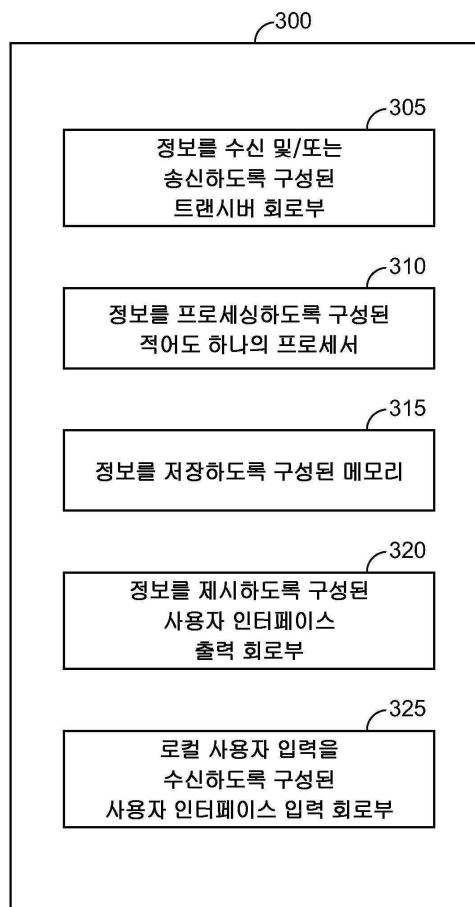 300
305
정보를 수신 및/또는
송신하도록 구성된
트랜시버 회로부
310
정보를 프로세싱하도록 구성된
적어도 하나의 프로세서
315
정보를 저장하도록 구성된 메모리
320
정보를 제시하도록 구성된
사용자 인터페이스
출력 회로부
325
로컬 사용자 입력을
수신하도록 구성된
사용자 인터페이스 입력 회로부